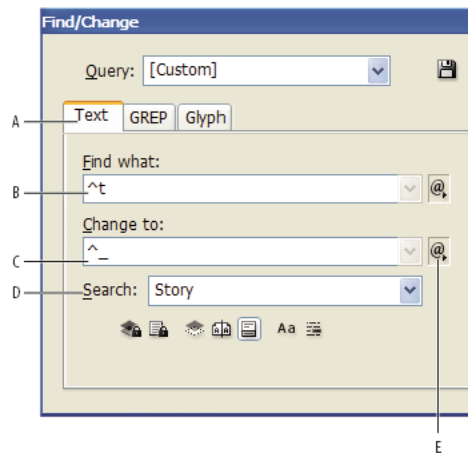 Find/Change
Query: [Custom]
A Text GREP Glyph
Find what:
B ^t @
Change to:
C ^_ @
D Search: Story
Aa
E